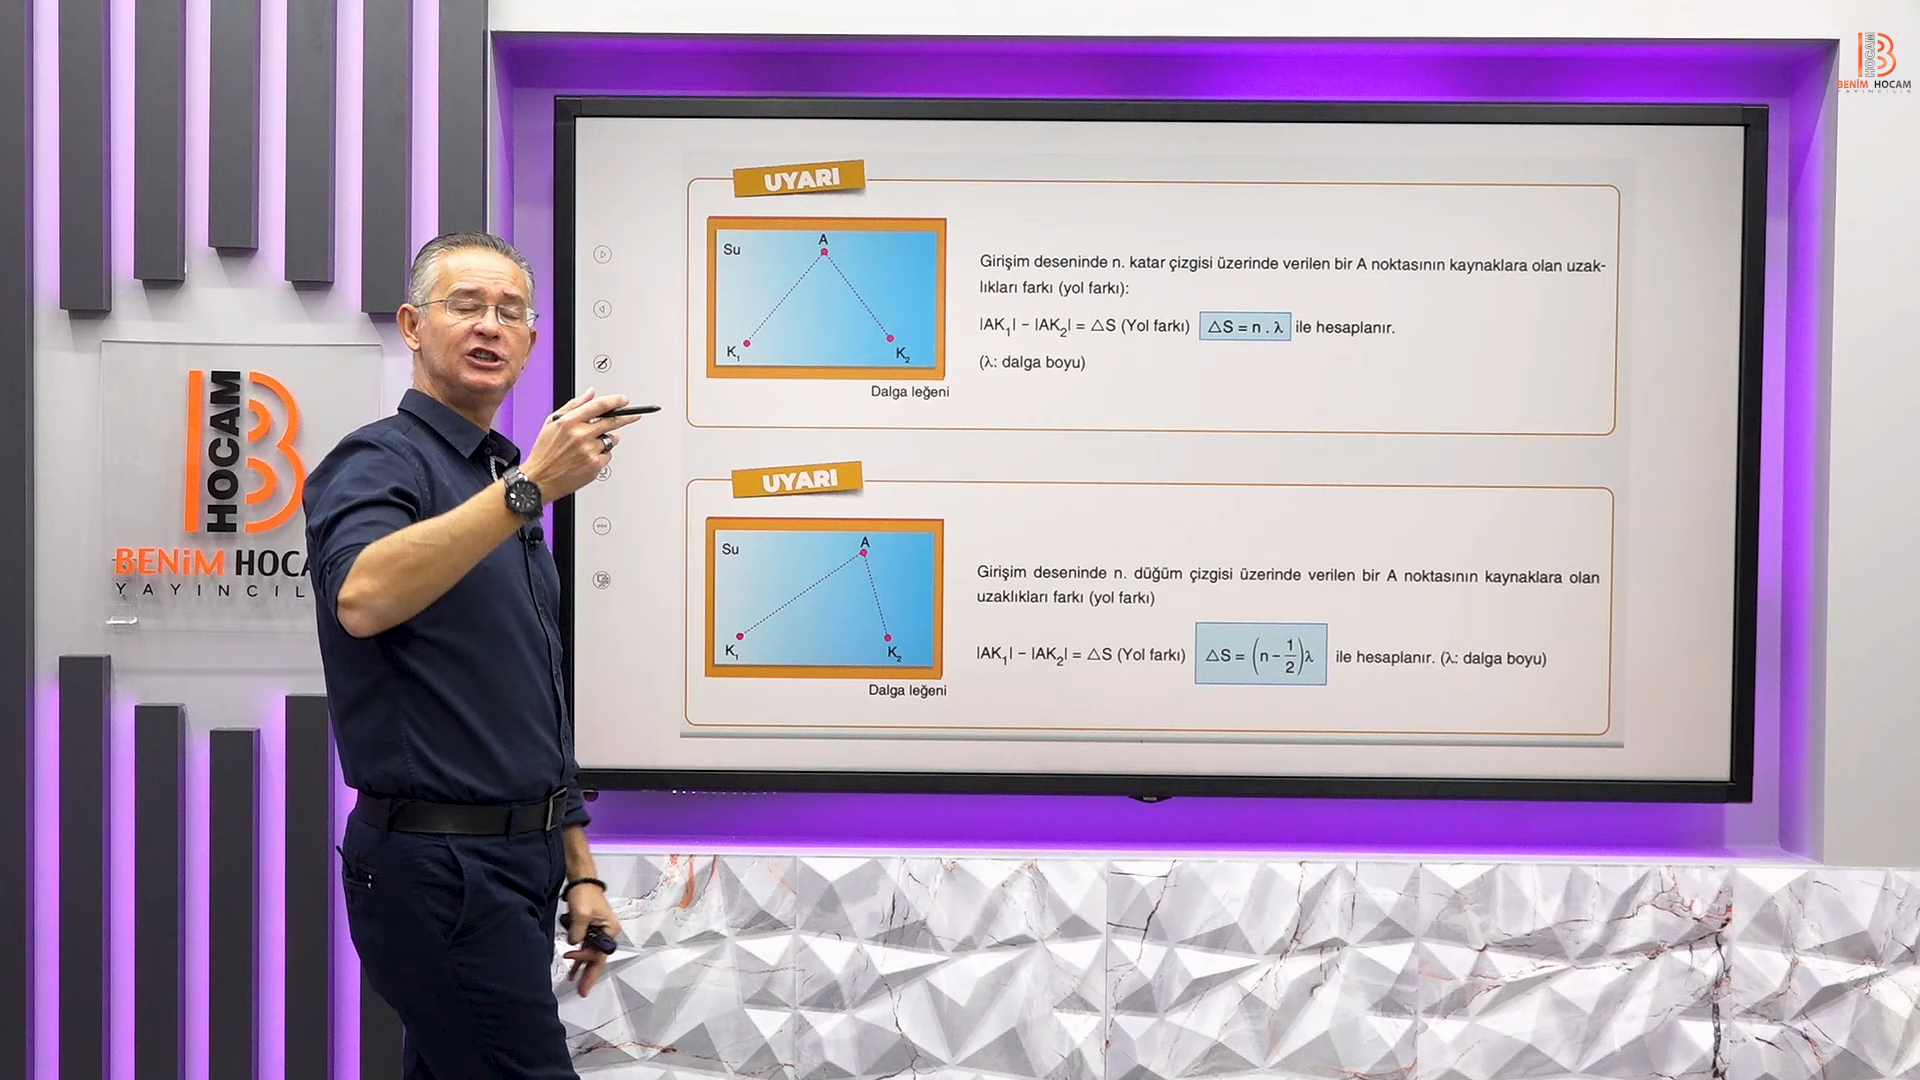 HOCAM
BENİM HOCAM
YAYINCILIK
HOCAM
BENİM HOCA
YAYINCIL
UYARI
Su
A
K₁
K₂
Dalga leğeni
Girişim deseninde n. katar çizgisi üzerinde verilen bir A noktasının kaynaklara olan uzak-
lıkları farkı (yol farkı):
|AK₁| − |AK₂| = △S (Yol farkı) △S = n . λ ile hesaplanır.
(λ: dalga boyu)
UYARI
Su
A
K₁
K₂
Dalga leğeni
Girişim deseninde n. düğüm çizgisi üzerinde verilen bir A noktasının kaynaklara olan
uzaklıkları farkı (yol farkı)
|AK₁| − |AK₂| = △S (Yol farkı) △S = (n − 1/2)λ ile hesaplanır. (λ: dalga boyu)